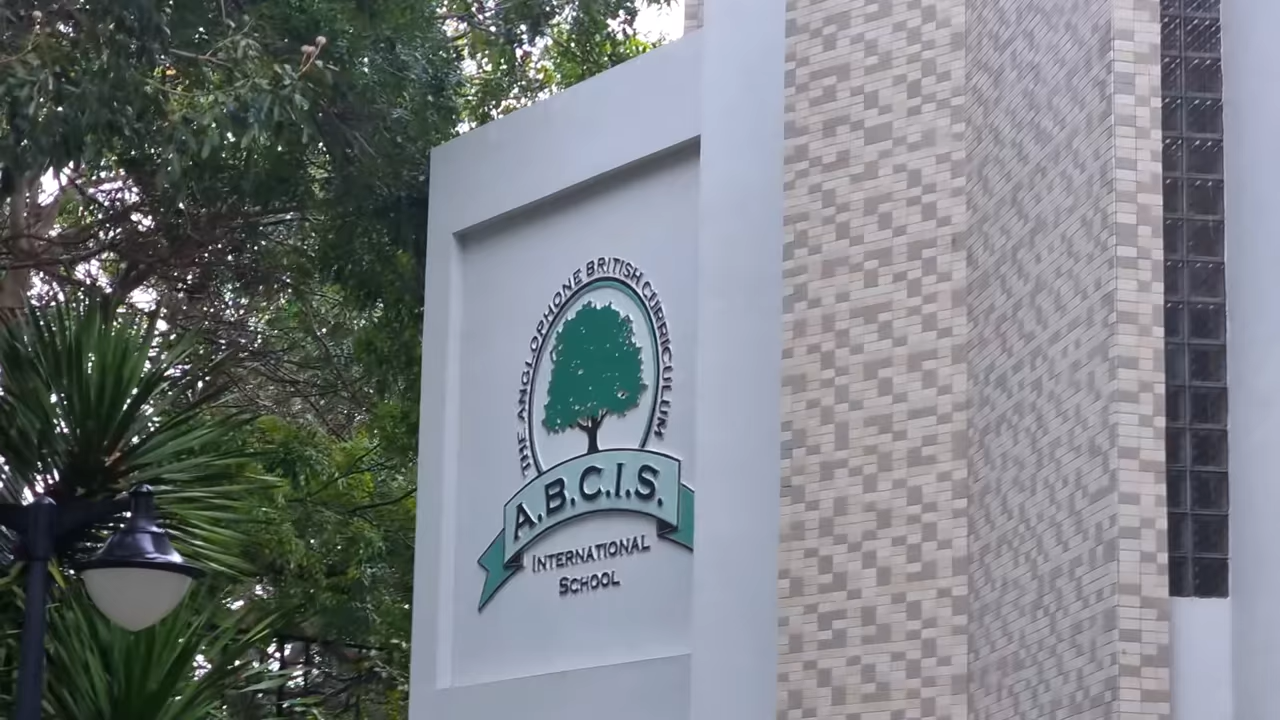 THE ANGLOPHONE BRITISH CURRICULUM
A.B.C.I.S.
INTERNATIONAL
SCHOOL